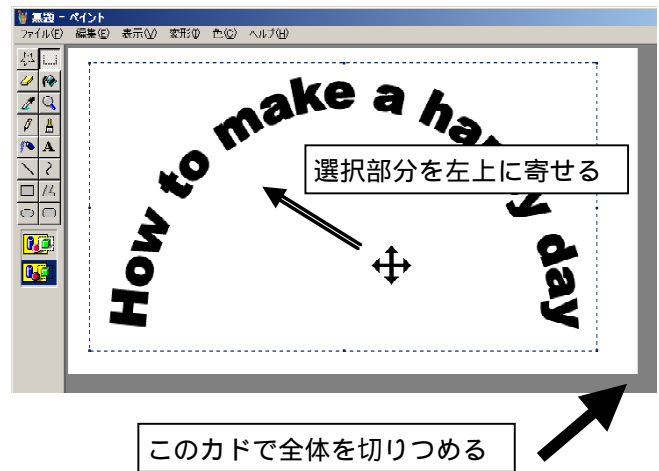 無題 - ペイント
ファイル(F) 編集(E) 表示(V) 変形(I) 色(C) ヘルプ(H)
A
How to make a happy day
選択部分を左上に寄せる
このカドで全体を切りつめる